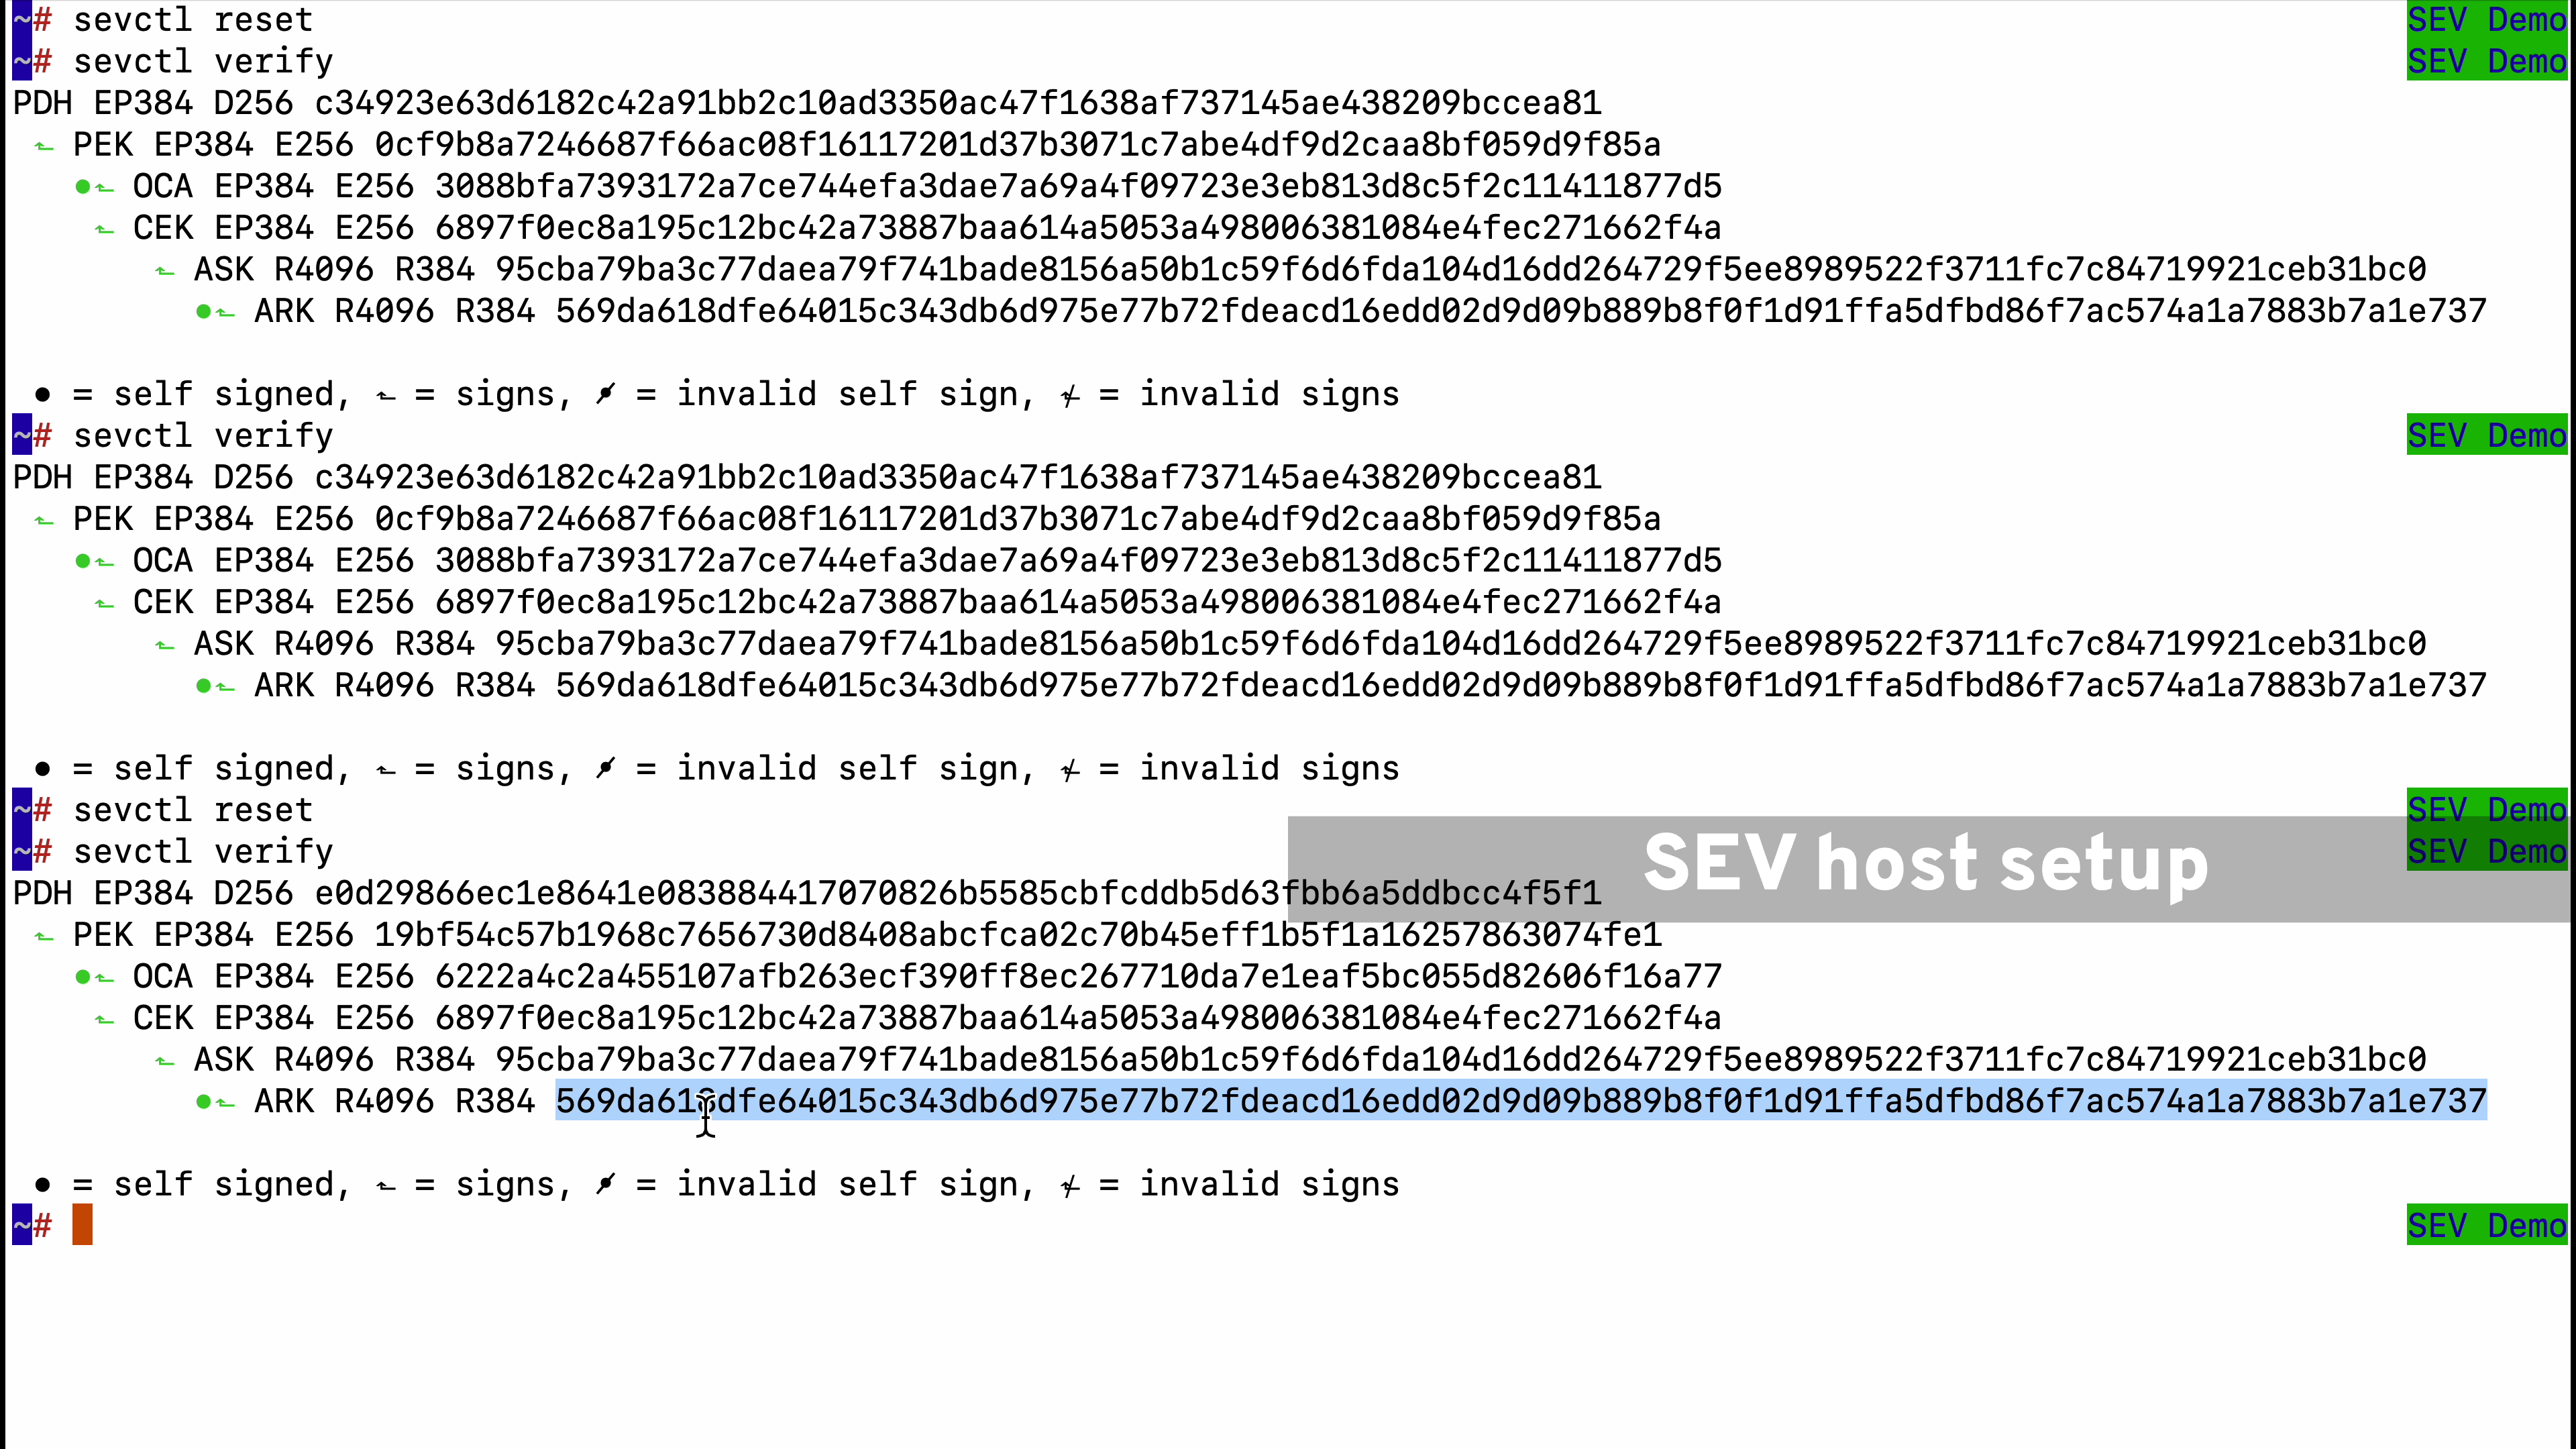 ~# sevctl reset SEV Demo
~# sevctl verify SEV Demo
PDH EP384 D256 c34923e63d6182c42a91bb2c10ad3350ac47f1638af737145ae438209bccea81
⬑ PEK EP384 E256 0cf9b8a7246687f66ac08f16117201d37b3071c7abe4df9d2caa8bf059d9f85a
•⬑ OCA EP384 E256 3088bfa7393172a7ce744efa3dae7a69a4f09723e3eb813d8c5f2c11411877d5
⬑ CEK EP384 E256 6897f0ec8a195c12bc42a73887baa614a5053a498006381084e4fec271662f4a
⬑ ASK R4096 R384 95cba79ba3c77daea79f741bade8156a50b1c59f6d6fda104d16dd264729f5ee8989522f3711fc7c84719921ceb31bc0
•⬑ ARK R4096 R384 569da618dfe64015c343db6d975e77b72fdeacd16edd02d9d09b889b8f0f1d91ffa5dfbd86f7ac574a1a7883b7a1e737
• = self signed, ⬑ = signs, •̷ = invalid self sign, ⬑̸ = invalid signs
~# sevctl verify SEV Demo
PDH EP384 D256 c34923e63d6182c42a91bb2c10ad3350ac47f1638af737145ae438209bccea81
⬑ PEK EP384 E256 0cf9b8a7246687f66ac08f16117201d37b3071c7abe4df9d2caa8bf059d9f85a
•⬑ OCA EP384 E256 3088bfa7393172a7ce744efa3dae7a69a4f09723e3eb813d8c5f2c11411877d5
⬑ CEK EP384 E256 6897f0ec8a195c12bc42a73887baa614a5053a498006381084e4fec271662f4a
⬑ ASK R4096 R384 95cba79ba3c77daea79f741bade8156a50b1c59f6d6fda104d16dd264729f5ee8989522f3711fc7c84719921ceb31bc0
•⬑ ARK R4096 R384 569da618dfe64015c343db6d975e77b72fdeacd16edd02d9d09b889b8f0f1d91ffa5dfbd86f7ac574a1a7883b7a1e737
• = self signed, ⬑ = signs, •̷ = invalid self sign, ⬑̸ = invalid signs
~# sevctl reset SEV Demo
~# sevctl verify SEV Demo
SEV host setup
PDH EP384 D256 e0d29866ec1e8641e083884417070826b5585cbfcddb5d63fbb6a5ddbcc4f5f1
⬑ PEK EP384 E256 19bf54c57b1968c7656730d8408abcfca02c70b45eff1b5f1a16257863074fe1
•⬑ OCA EP384 E256 6222a4c2a455107afb263ecf390ff8ec267710da7e1eaf5bc055d82606f16a77
⬑ CEK EP384 E256 6897f0ec8a195c12bc42a73887baa614a5053a498006381084e4fec271662f4a
⬑ ASK R4096 R384 95cba79ba3c77daea79f741bade8156a50b1c59f6d6fda104d16dd264729f5ee8989522f3711fc7c84719921ceb31bc0
•⬑ ARK R4096 R384 569da618dfe64015c343db6d975e77b72fdeacd16edd02d9d09b889b8f0f1d91ffa5dfbd86f7ac574a1a7883b7a1e737
• = self signed, ⬑ = signs, •̷ = invalid self sign, ⬑̸ = invalid signs
~# SEV Demo